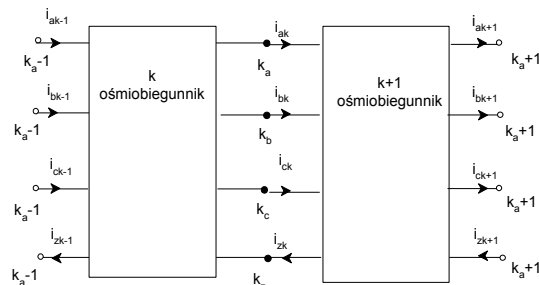 i_ak-1 i_ak i_ak+1
k_a-1 k_a k_a+1
k
ośmiobiegunnik
k+1
ośmiobiegunnik
i_bk-1 i_bk i_bk+1
k_a-1 k_b k_a+1
i_ck-1 i_ck i_ck+1
k_a-1 k_c k_a+1
i_zk-1 i_zk i_zk+1
k_a-1 k_a+1